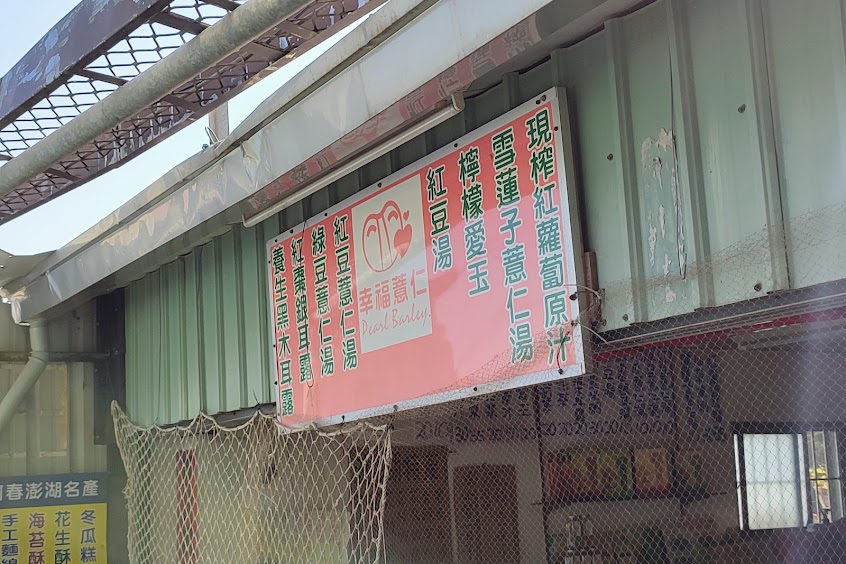 現榨紅蘿蔔原汁
雪蓮子薏仁湯
檸檬愛玉
紅豆湯
幸福薏仁
Pearl Barley.
紅豆薏仁湯
綠豆薏仁湯
紅棗銀耳露
養生黑木耳露
春澎湖名產
冬瓜糕
花生酥
海苔酥
手工麵線